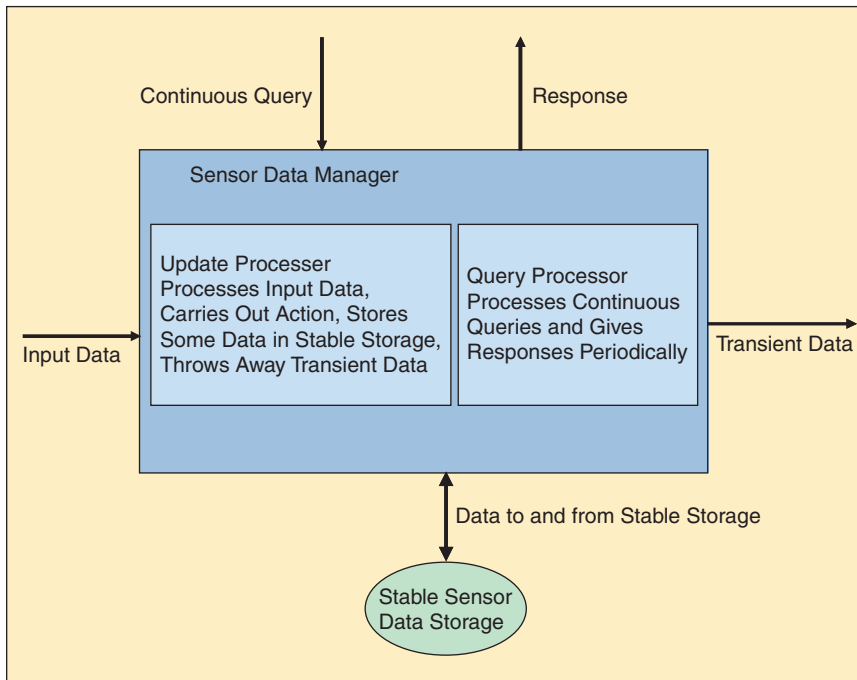 Continuous Query
Response
Sensor Data Manager
Update Processer
Processes Input Data,
Carries Out Action, Stores
Some Data in Stable Storage,
Throws Away Transient Data
Query Processor
Processes Continuous
Queries and Gives
Responses Periodically
Input Data
Transient Data
Data to and from Stable Storage
Stable Sensor
Data Storage